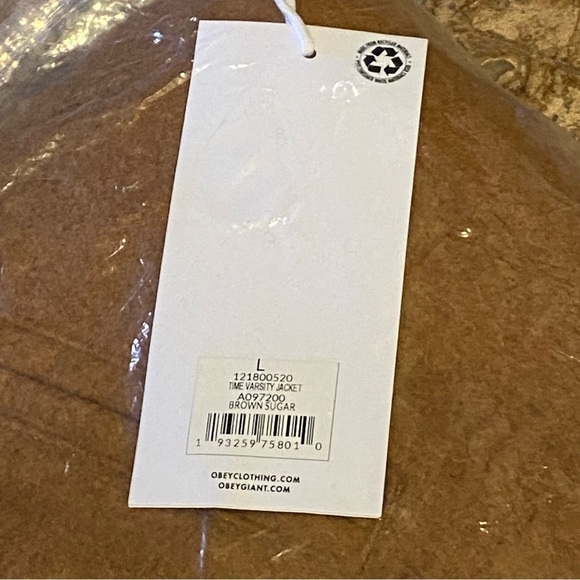 L
121800520
TIME VARSITY JACKET
A097200
BROWN SUGAR
1 93259 75801 0
OBEYCLOTHING.COM
OBEYGIANT.COM